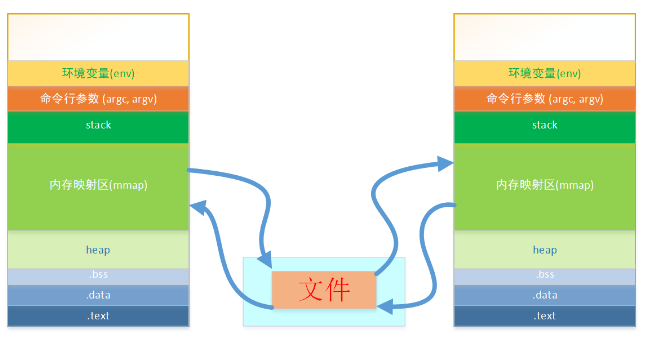 环境变量(env)
命令行参数 (argc, argv)
stack
内存映射区(mmap)
heap
.bss
.data
.text
文件
环境变量(env)
命令行参数 (argc, argv)
stack
内存映射区(mmap)
heap
.bss
.data
.text